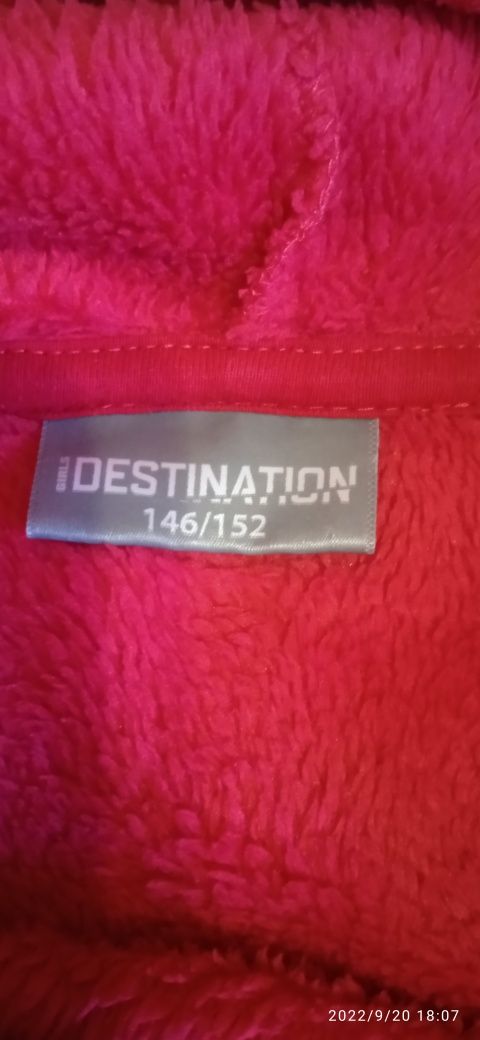 GIRLS
DESTINATION
146/152
2022/9/20 18:07